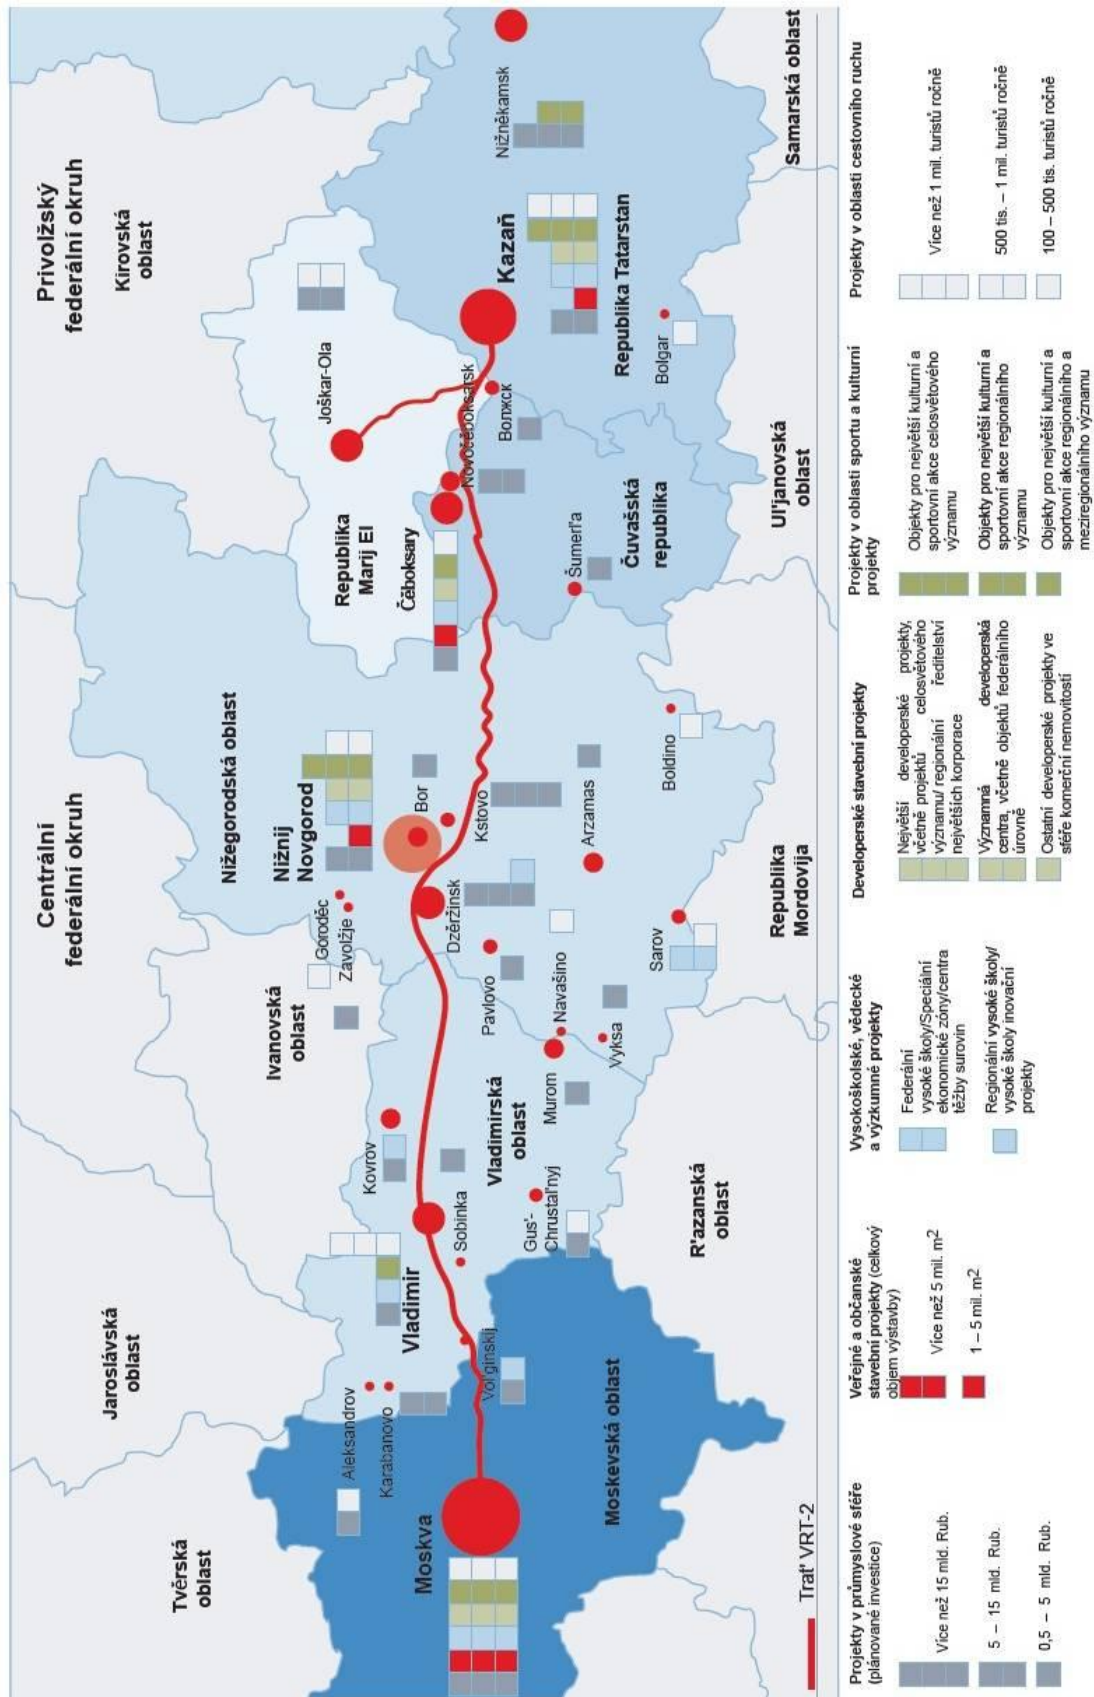 Privolžský
federální okruh
Kirovská
oblast
Centrální
federální okruh
Jaroslávská
oblast
Tvěrská
oblast
Ivanovská
oblast
Nižegorodská oblast
Nižnij
Novgorod
Goroděc
Zavolžje
Bor
Kstovo
Dzěržinsk
Pavlovo
Navašino
Vyksa
Murom
Arzamas
Sarov
Boldino
Republika
Mordovija
Republika
Marij El
Joškar-Ola
Čeboksary
Novočeboksarsk
Волжск
Šumerl'a
Čuvašská
republika
Ul'janovská
oblast
Kazaň
Republika Tatarstan
Bolgar
Nižněkamsk
Samarská oblast
Kovrov
Vladimir
Sobinka
Vladimirská
oblast
Gus'-
Chrustal'nyj
R'azanská
oblast
Aleksandrov
Karabanovo
Vol'ginskij
Moskva
Moskevská oblast
Trat' VRT-2
Projekty v průmyslové sféře
(plánované investice)
Více než 15 mld. Rub.
5 – 15 mld. Rub.
0,5 – 5 mld. Rub.
Veřejné a občanské
stavební projekty (celkový
objem výstavby)
Více než 5 mil. m2
1 – 5 mil. m2
Vysokoškolské, vědecké
a výzkumné projekty
Federální
vysoké školy/Speciální
ekonomické zóny/centra
těžby surovin
Regionální vysoké školy/
vysoké školy inovační
projekty
Developerské stavební projekty
Největší developerské projekty,
včetně projektů celosvětového
významu/ regionální ředitelství
největších korporace
Významná developerská
centra, včetně objektů federálního
úrovně
Ostatní developerské projekty ve
sféře komerční nemovitostí
Projekty v oblasti sportu a kulturní
projekty
Objekty pro největší kulturní a
sportovní akce celosvětového
významu
Objekty pro největší kulturní a
sportovní akce regionálního
významu
Objekty pro největší kulturní a
sportovní akce regionálního a
meziregionálního významu
Projekty v oblasti cestovního ruchu
Více než 1 mil. turistů ročně
500 tis. – 1 mil. turistů ročně
100 – 500 tis. turistů ročně